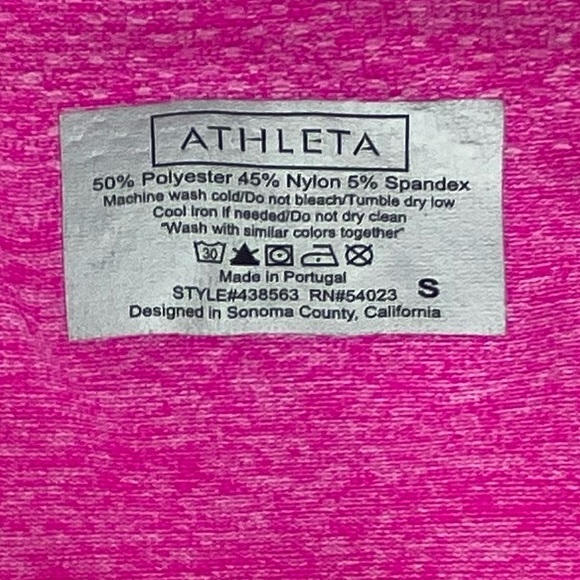 ATHLETA
50% Polyester 45% Nylon 5% Spandex
Machine wash cold/Do not bleach/Tumble dry low
Cool Iron If needed/Do not dry clean
"Wash with similar colors together"
30
Made in Portugal
STYLE#438563 RN#54023 S
Designed in Sonoma County, California